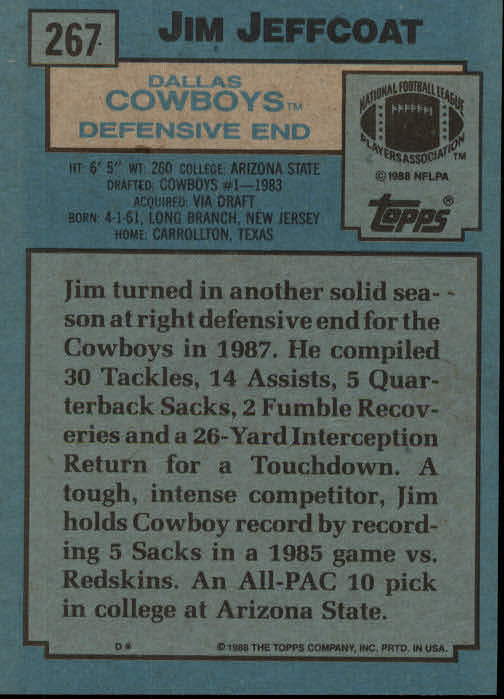 267
JIM JEFFCOAT
DALLAS
COWBOYS™
DEFENSIVE END
NATIONAL FOOTBALL LEAGUE
PLAYERS ASSOCIATION™
©1988 NFLPA
Topps®
HT: 6' 5" WT: 260 COLLEGE: ARIZONA STATE
DRAFTED: COWBOYS #1—1983
ACQUIRED: VIA DRAFT
BORN: 4-1-61, LONG BRANCH, NEW JERSEY
HOME: CARROLLTON, TEXAS
Jim turned in another solid sea-
son at right defensive end for the
Cowboys in 1987. He compiled
30 Tackles, 14 Assists, 5 Quar-
terback Sacks, 2 Fumble Recov-
eries and a 26-Yard Interception
Return for a Touchdown. A
tough, intense competitor, Jim
holds Cowboy record by record-
ing 5 Sacks in a 1985 game vs.
Redskins. An All-PAC 10 pick
in college at Arizona State.
D* ©1988 THE TOPPS COMPANY, INC. PRTD. IN USA.